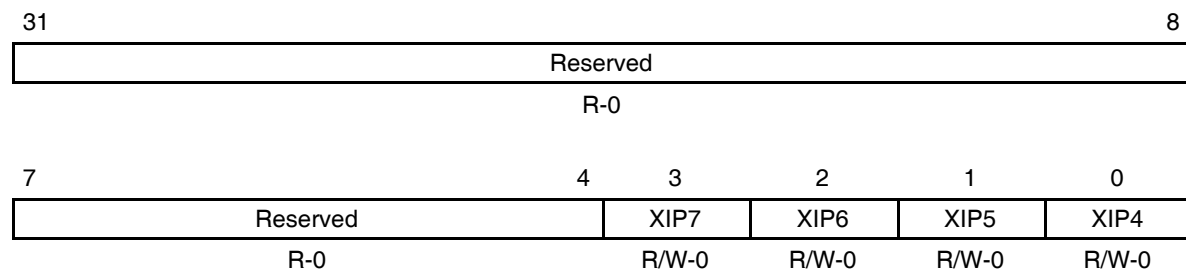 31 8
Reserved
R-0
7 4 3 2 1 0
Reserved XIP7 XIP6 XIP5 XIP4
R-0 R/W-0 R/W-0 R/W-0 R/W-0